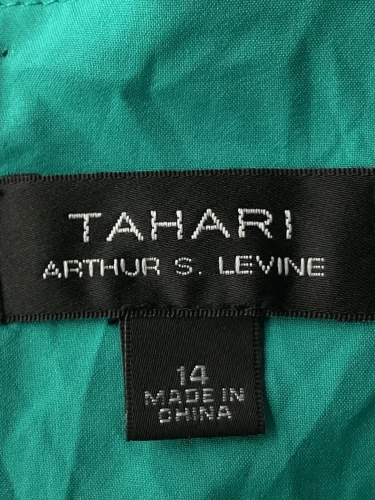 TAHARI
ARTHUR S. LEVINE
14
MADE IN
CHINA